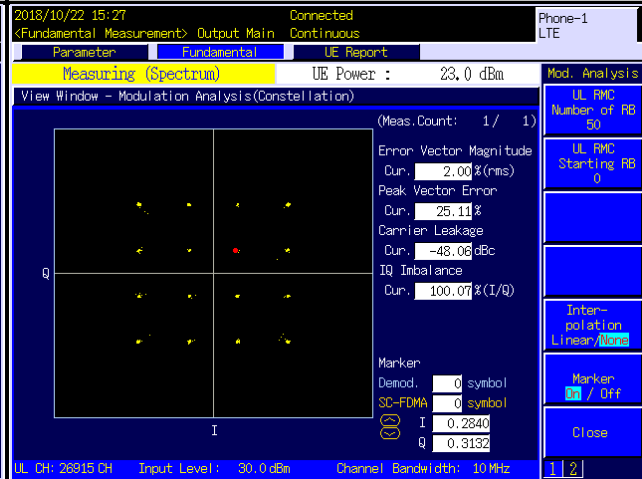 2018/10/22 15:27 Connected Phone-1
<Fundamental Measurement> Output Main Continuous LTE
Parameter Fundamental UE Report
Measuring (Spectrum) UE Power : 23.0 dBm Mod. Analysis
View Window - Modulation Analysis(Constellation)
(Meas.Count: 1/ 1)
Error Vector Magnitude
Cur. 2.00 %(rms)
Peak Vector Error
Cur. 25.11 %
Carrier Leakage
Cur. -48.06 dBc
IQ Imbalance
Cur. 100.07 %(I/Q)
Q
I
Marker
Demod. 0 symbol
SC-FDMA 0 symbol
I 0.2840
Q 0.3132
UL RMC
Number of RB
50
UL RMC
Starting RB
0
Inter-
polation
Linear/None
Marker
On / Off
Close
UL CH: 26915 CH Input Level: 30.0 dBm Channel Bandwidth: 10 MHz 1 2